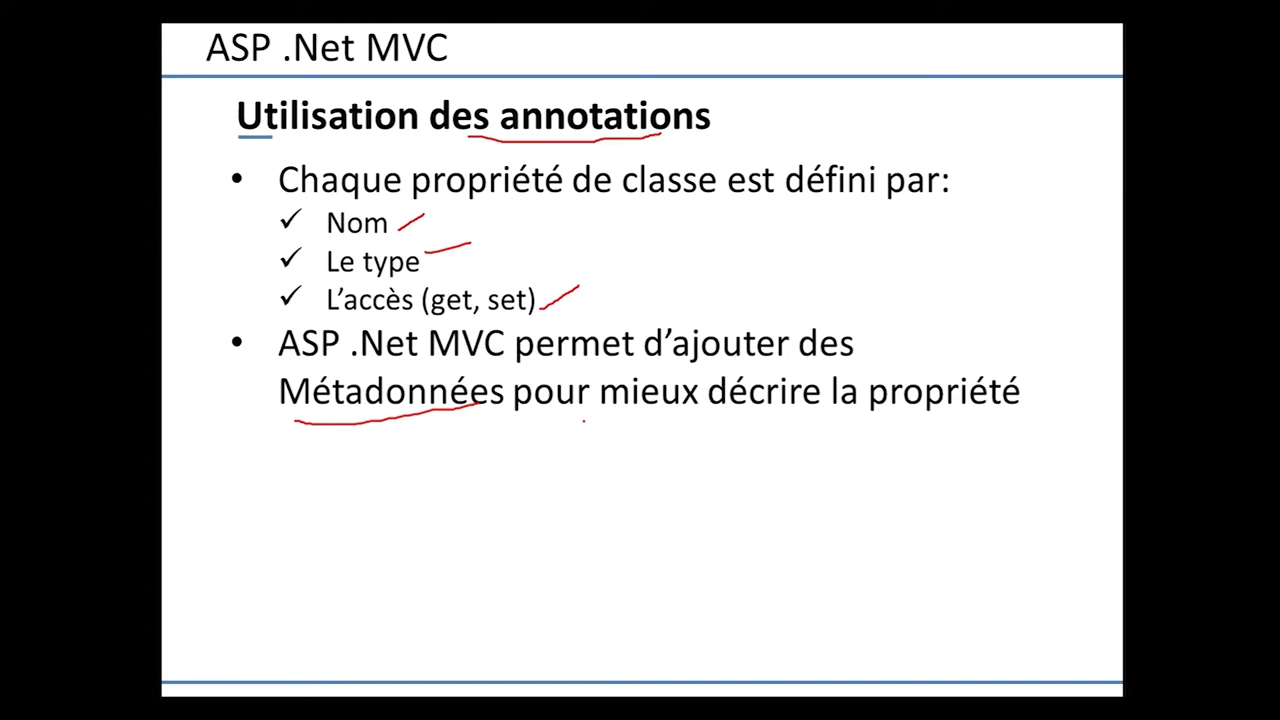 ASP .Net MVC
Utilisation des annotations
• Chaque propriété de classe est défini par:
✓ Nom
✓ Le type
✓ L’accès (get, set)
• ASP .Net MVC permet d’ajouter des
Métadonnées pour mieux décrire la propriété